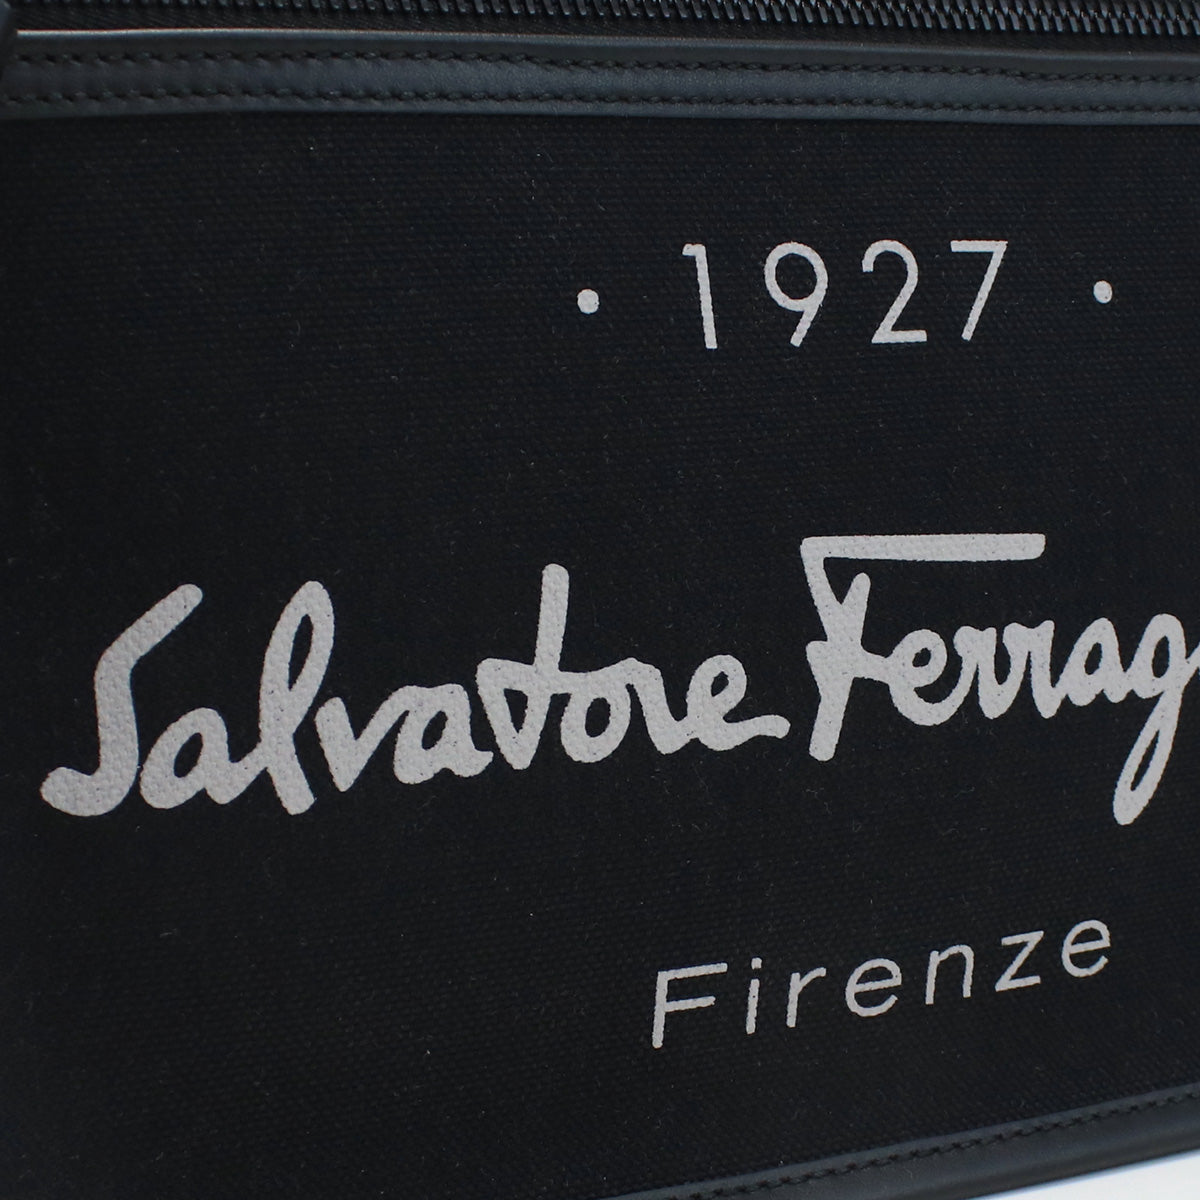 · 1927 ·
Salvatore Ferrag
Firenze